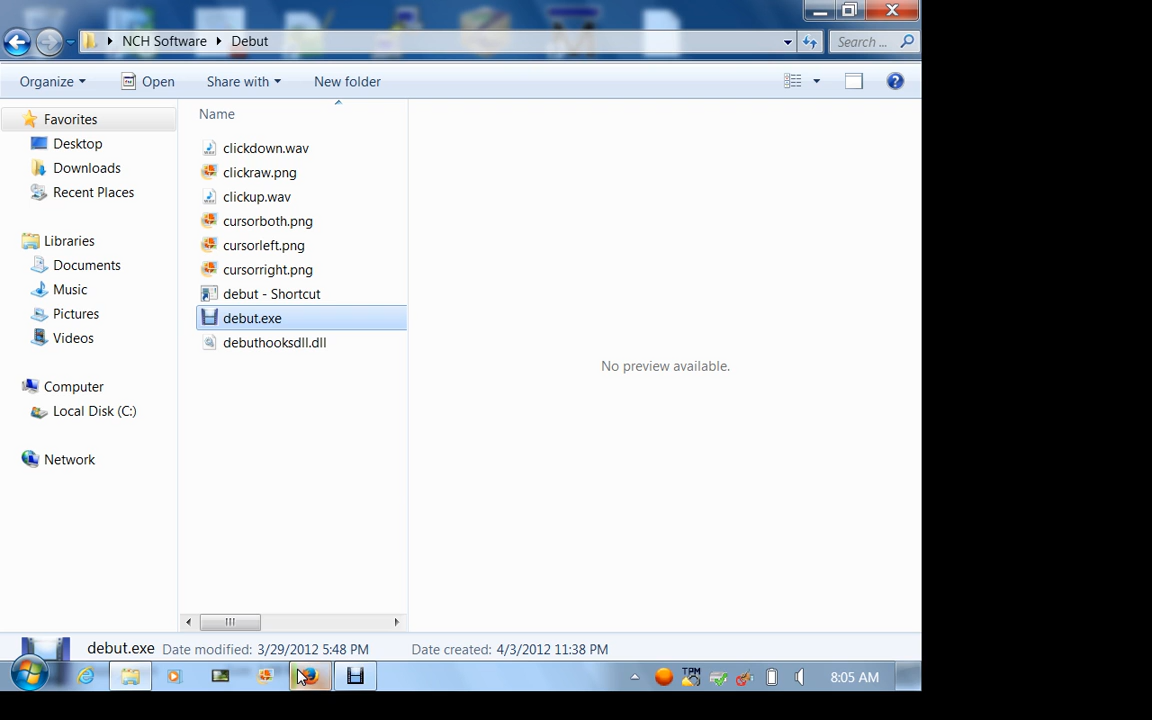 NCH Software Debut Search ...
Organize Open Share with New folder
Favorites
Desktop
Downloads
Recent Places
Libraries
Documents
Music
Pictures
Videos
Computer
Local Disk (C:)
Network
Name
clickdown.wav
clickraw.png
clickup.wav
cursorboth.png
cursorleft.png
cursorright.png
debut - Shortcut
debut.exe
debuthooksdll.dll
No preview available.
debut.exe Date modified: 3/29/2012 5:48 PM Date created: 4/3/2012 11:38 PM
TPM
8:05 AM